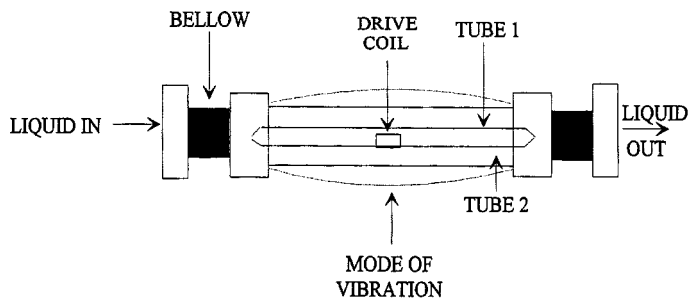 BELLOW
DRIVE
COIL
TUBE 1
LIQUID IN
LIQUID
OUT
TUBE 2
MODE OF
VIBRATION